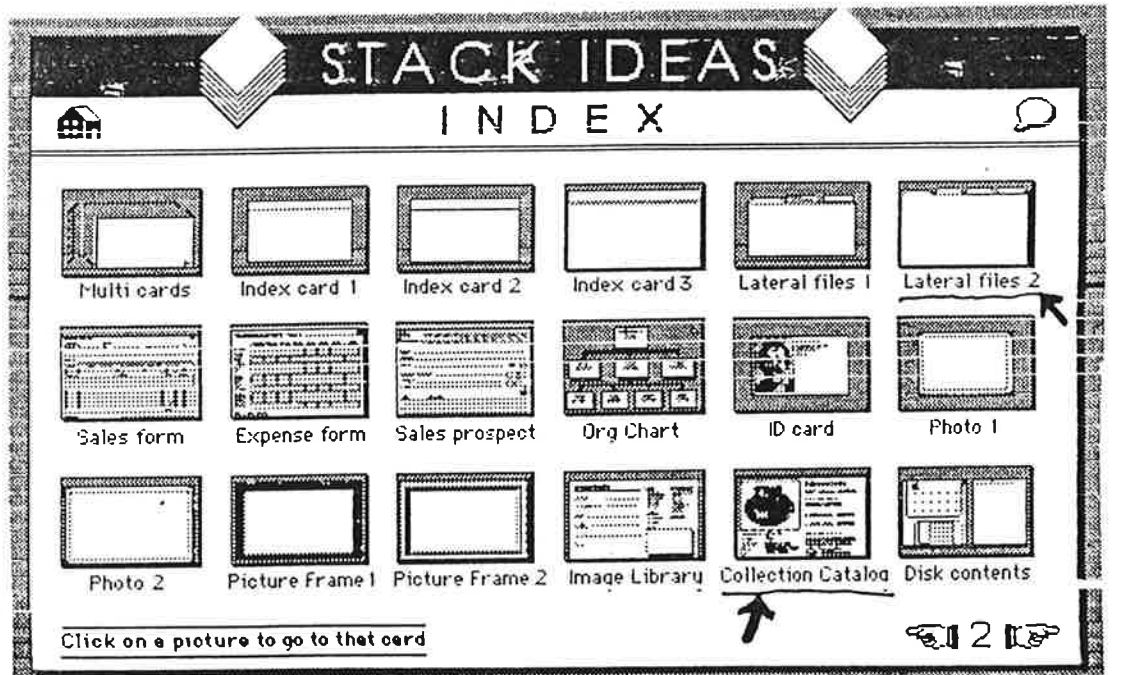 STACK IDEAS
INDEX
Multi cards Index card 1 Index card 2 Index card 3 Lateral files 1 Lateral files 2
Sales form Expense form Sales prospect Org Chart ID card Photo 1
Photo 2 Picture Frame 1 Picture Frame 2 Image Library Collection Catalog Disk contents
Click on a picture to go to that card
2